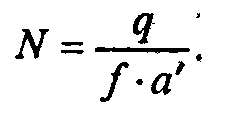 N = q / (f · a′).